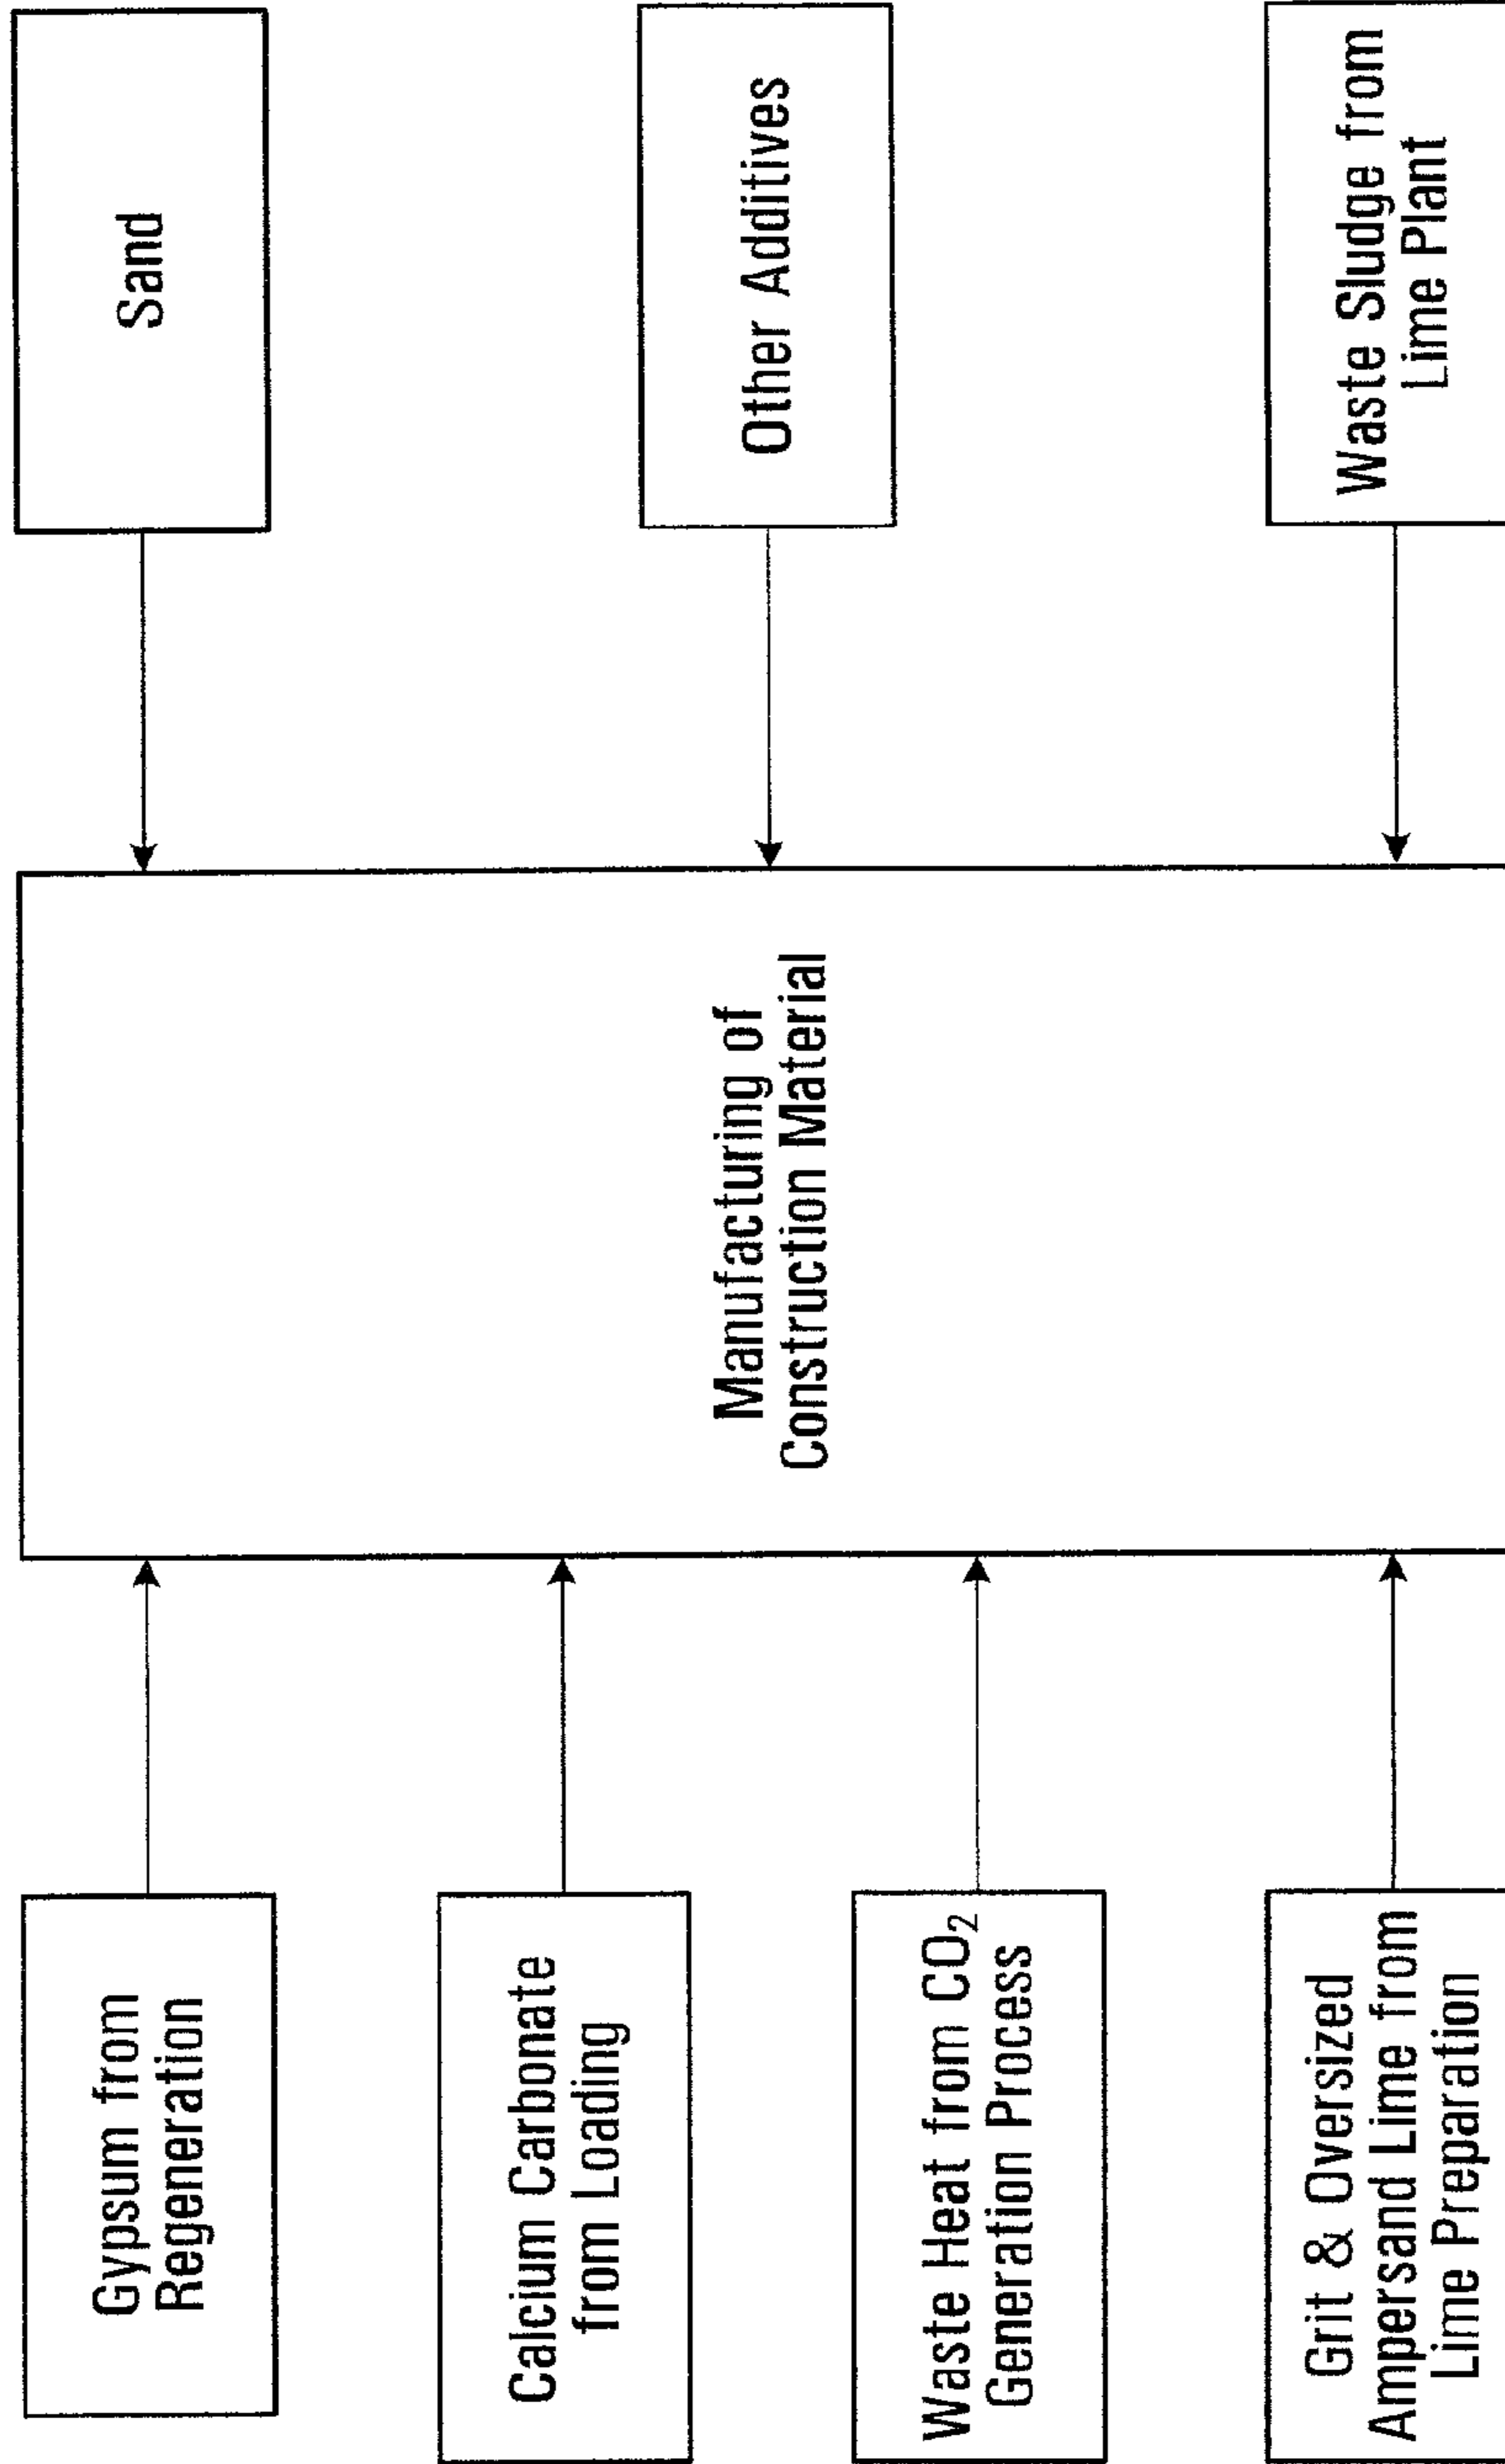 Gypsum from
Regeneration
Calcium Carbonate
from Loading
Waste Heat from CO₂
Generation Process
Grit & Oversized
Ampersand Lime from
Lime Preparation
Manufacturing of
Construction Material
Sand
Other Additives
Waste Sludge from
Lime Plant